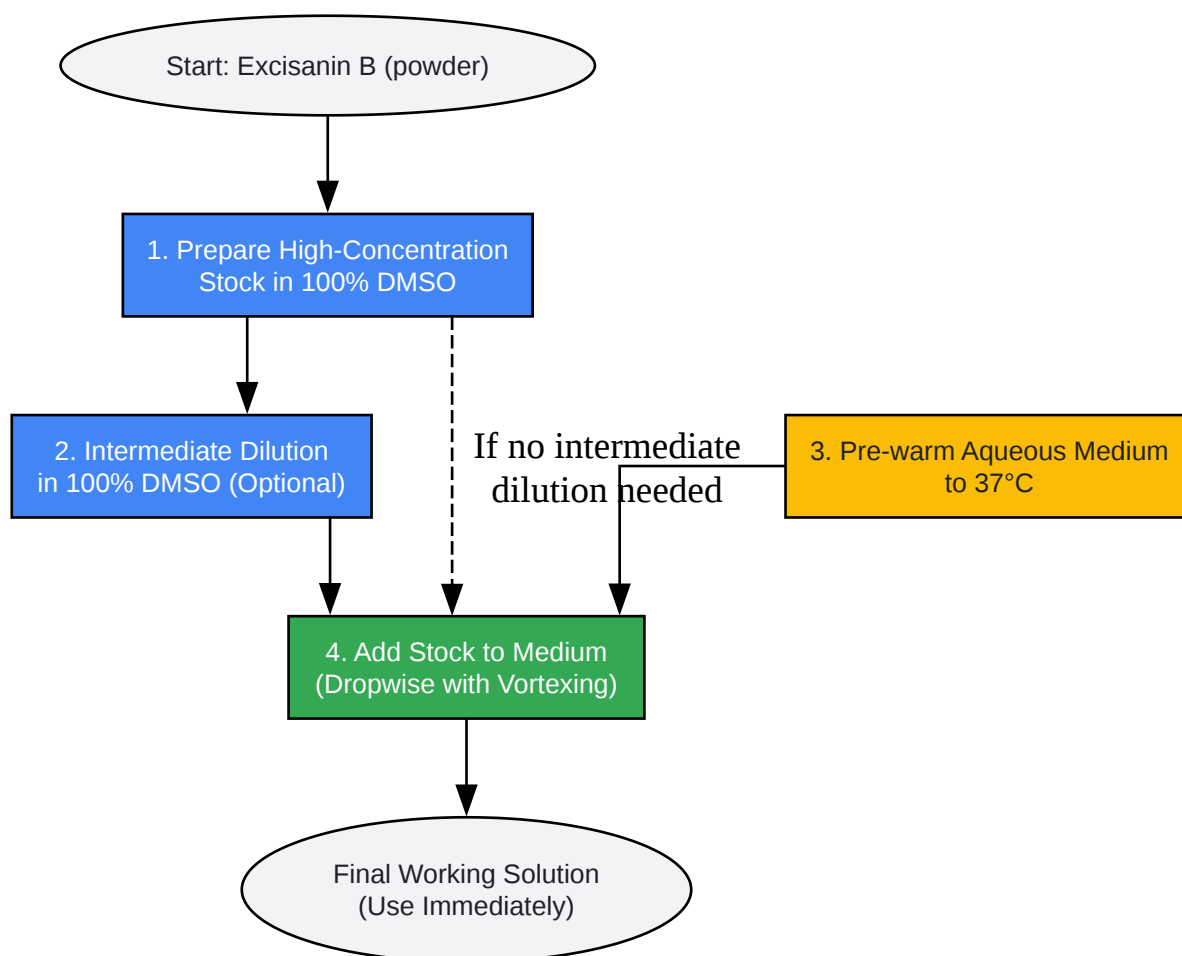 Start: Excisanin B (powder)
1. Prepare High-Concentration
Stock in 100% DMSO
2. Intermediate Dilution
in 100% DMSO (Optional)
If no intermediate
dilution needed
3. Pre-warm Aqueous Medium
to 37°C
4. Add Stock to Medium
(Dropwise with Vortexing)
Final Working Solution
(Use Immediately)